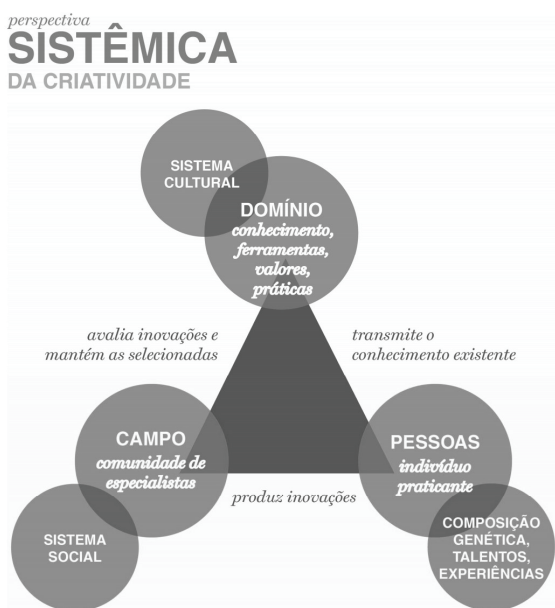 perspectiva
SISTÊMICA
DA CRIATIVIDADE
SISTEMA
CULTURAL
DOMÍNIO
conhecimento,
ferramentas,
valores,
práticas
avalia inovações e
mantém as selecionadas
transmite o
conhecimento existente
CAMPO
comunidade de
especialistas
PESSOAS
indivíduo
praticante
produz inovações
SISTEMA
SOCIAL
COMPOSIÇÃO
GENÉTICA,
TALENTOS,
EXPERIÊNCIAS